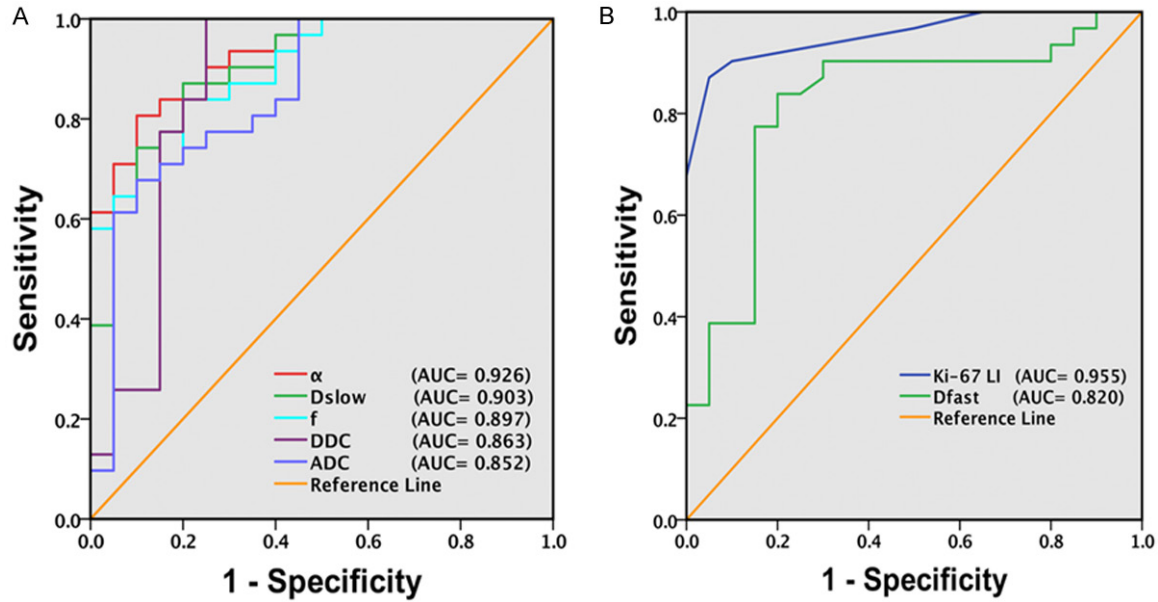 A
Sensitivity
1.0
0.8
0.6
0.4
0.2
0.0
α (AUC= 0.926)
Dslow (AUC= 0.903)
f (AUC= 0.897)
DDC (AUC= 0.863)
ADC (AUC= 0.852)
Reference Line
0.0 0.2 0.4 0.6 0.8 1.0
1 - Specificity
B
Sensitivity
1.0
0.8
0.6
0.4
0.2
0.0
Ki-67 LI (AUC= 0.955)
Dfast (AUC= 0.820)
Reference Line
0.0 0.2 0.4 0.6 0.8 1.0
1 - Specificity